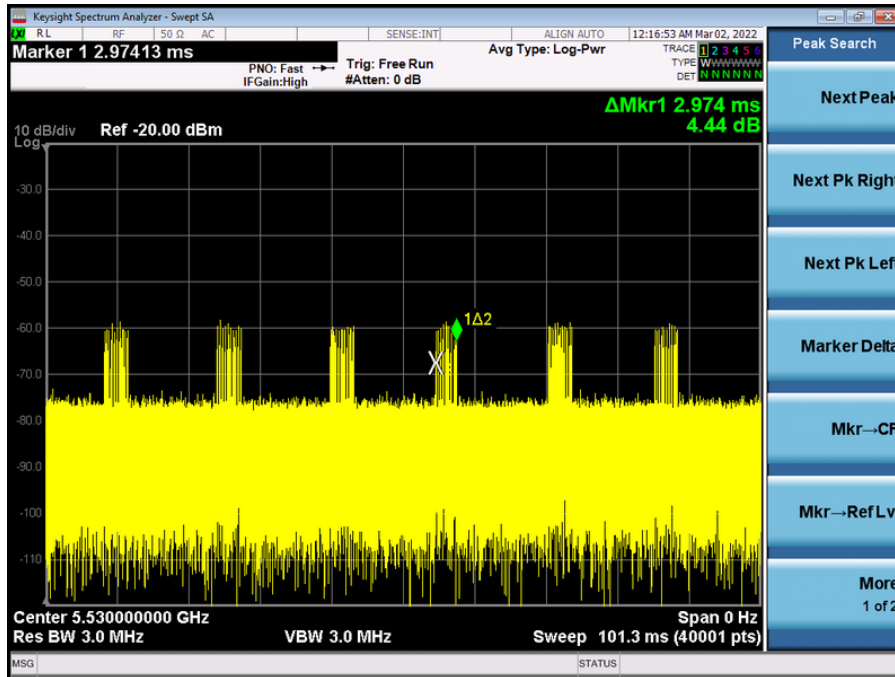 Keysight Spectrum Analyzer - Swept SA
LXI RL RF 50 Ω AC SENSE:INT ALIGN AUTO 12:16:53 AM Mar 02, 2022
Marker 1 2.97413 ms
PNO: Fast
IFGain:High
Trig: Free Run
#Atten: 0 dB
Avg Type: Log-Pwr
TRACE 1 2 3 4 5 6
TYPE WWWWWW
DET N N N N N N
Peak Search
Next Peak
Next Pk Right
Next Pk Left
Marker Delta
Mkr→CF
Mkr→Ref Lv
More
1 of 2
ΔMkr1 2.974 ms
4.44 dB
10 dB/div Ref -20.00 dBm
Log
-30.0
-40.0
-50.0
-60.0
-70.0
-80.0
-90.0
-100
-110
1Δ2
Center 5.530000000 GHz Span 0 Hz
Res BW 3.0 MHz VBW 3.0 MHz Sweep 101.3 ms (40001 pts)
MSG STATUS